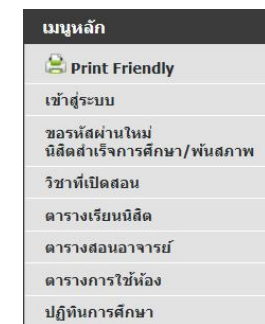 เมนูหลัก
Print Friendly
เข้าสู่ระบบ
ขอรหัสผ่านใหม่
นิสิตสำเร็จการศึกษา/พ้นสภาพ
วิชาที่เปิดสอน
ตารางเรียนนิสิต
ตารางสอนอาจารย์
ตารางการใช้ห้อง
ปฏิทินการศึกษา